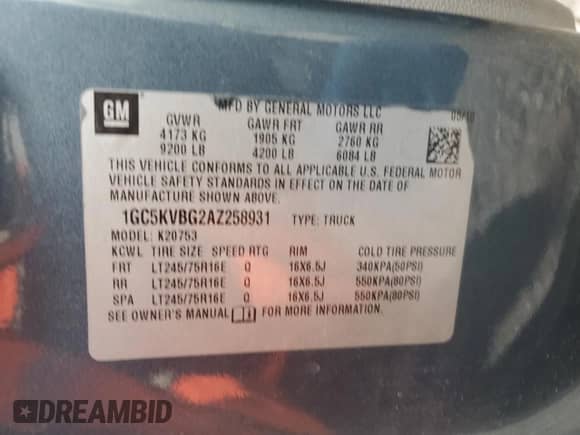 GM
MFD BY GENERAL MOTORS LLC
GVWR GAWR FRT GAWR RR
4173 KG 1905 KG 2760 KG
9200 LB 4200 LB 6084 LB
THIS VEHICLE CONFORMS TO ALL APPLICABLE U.S. FEDERAL MOTOR
VEHICLE SAFETY STANDARDS IN EFFECT ON THE DATE OF
MANUFACTURE SHOWN ABOVE.
1GC5KVBG2AZ258931 TYPE: TRUCK
MODEL: K20753
KCWL TIRE SIZE SPEED RTG RIM COLD TIRE PRESSURE
FRT LT245/75R16E Q 16X6.5J 340KPA(50PSI)
RR LT245/75R16E Q 16X6.5J 550KPA(80PSI)
SPA LT245/75R16E Q 16X6.5J 550KPA(80PSI)
SEE OWNER'S MANUAL FOR MORE INFORMATION.
DREAMBID